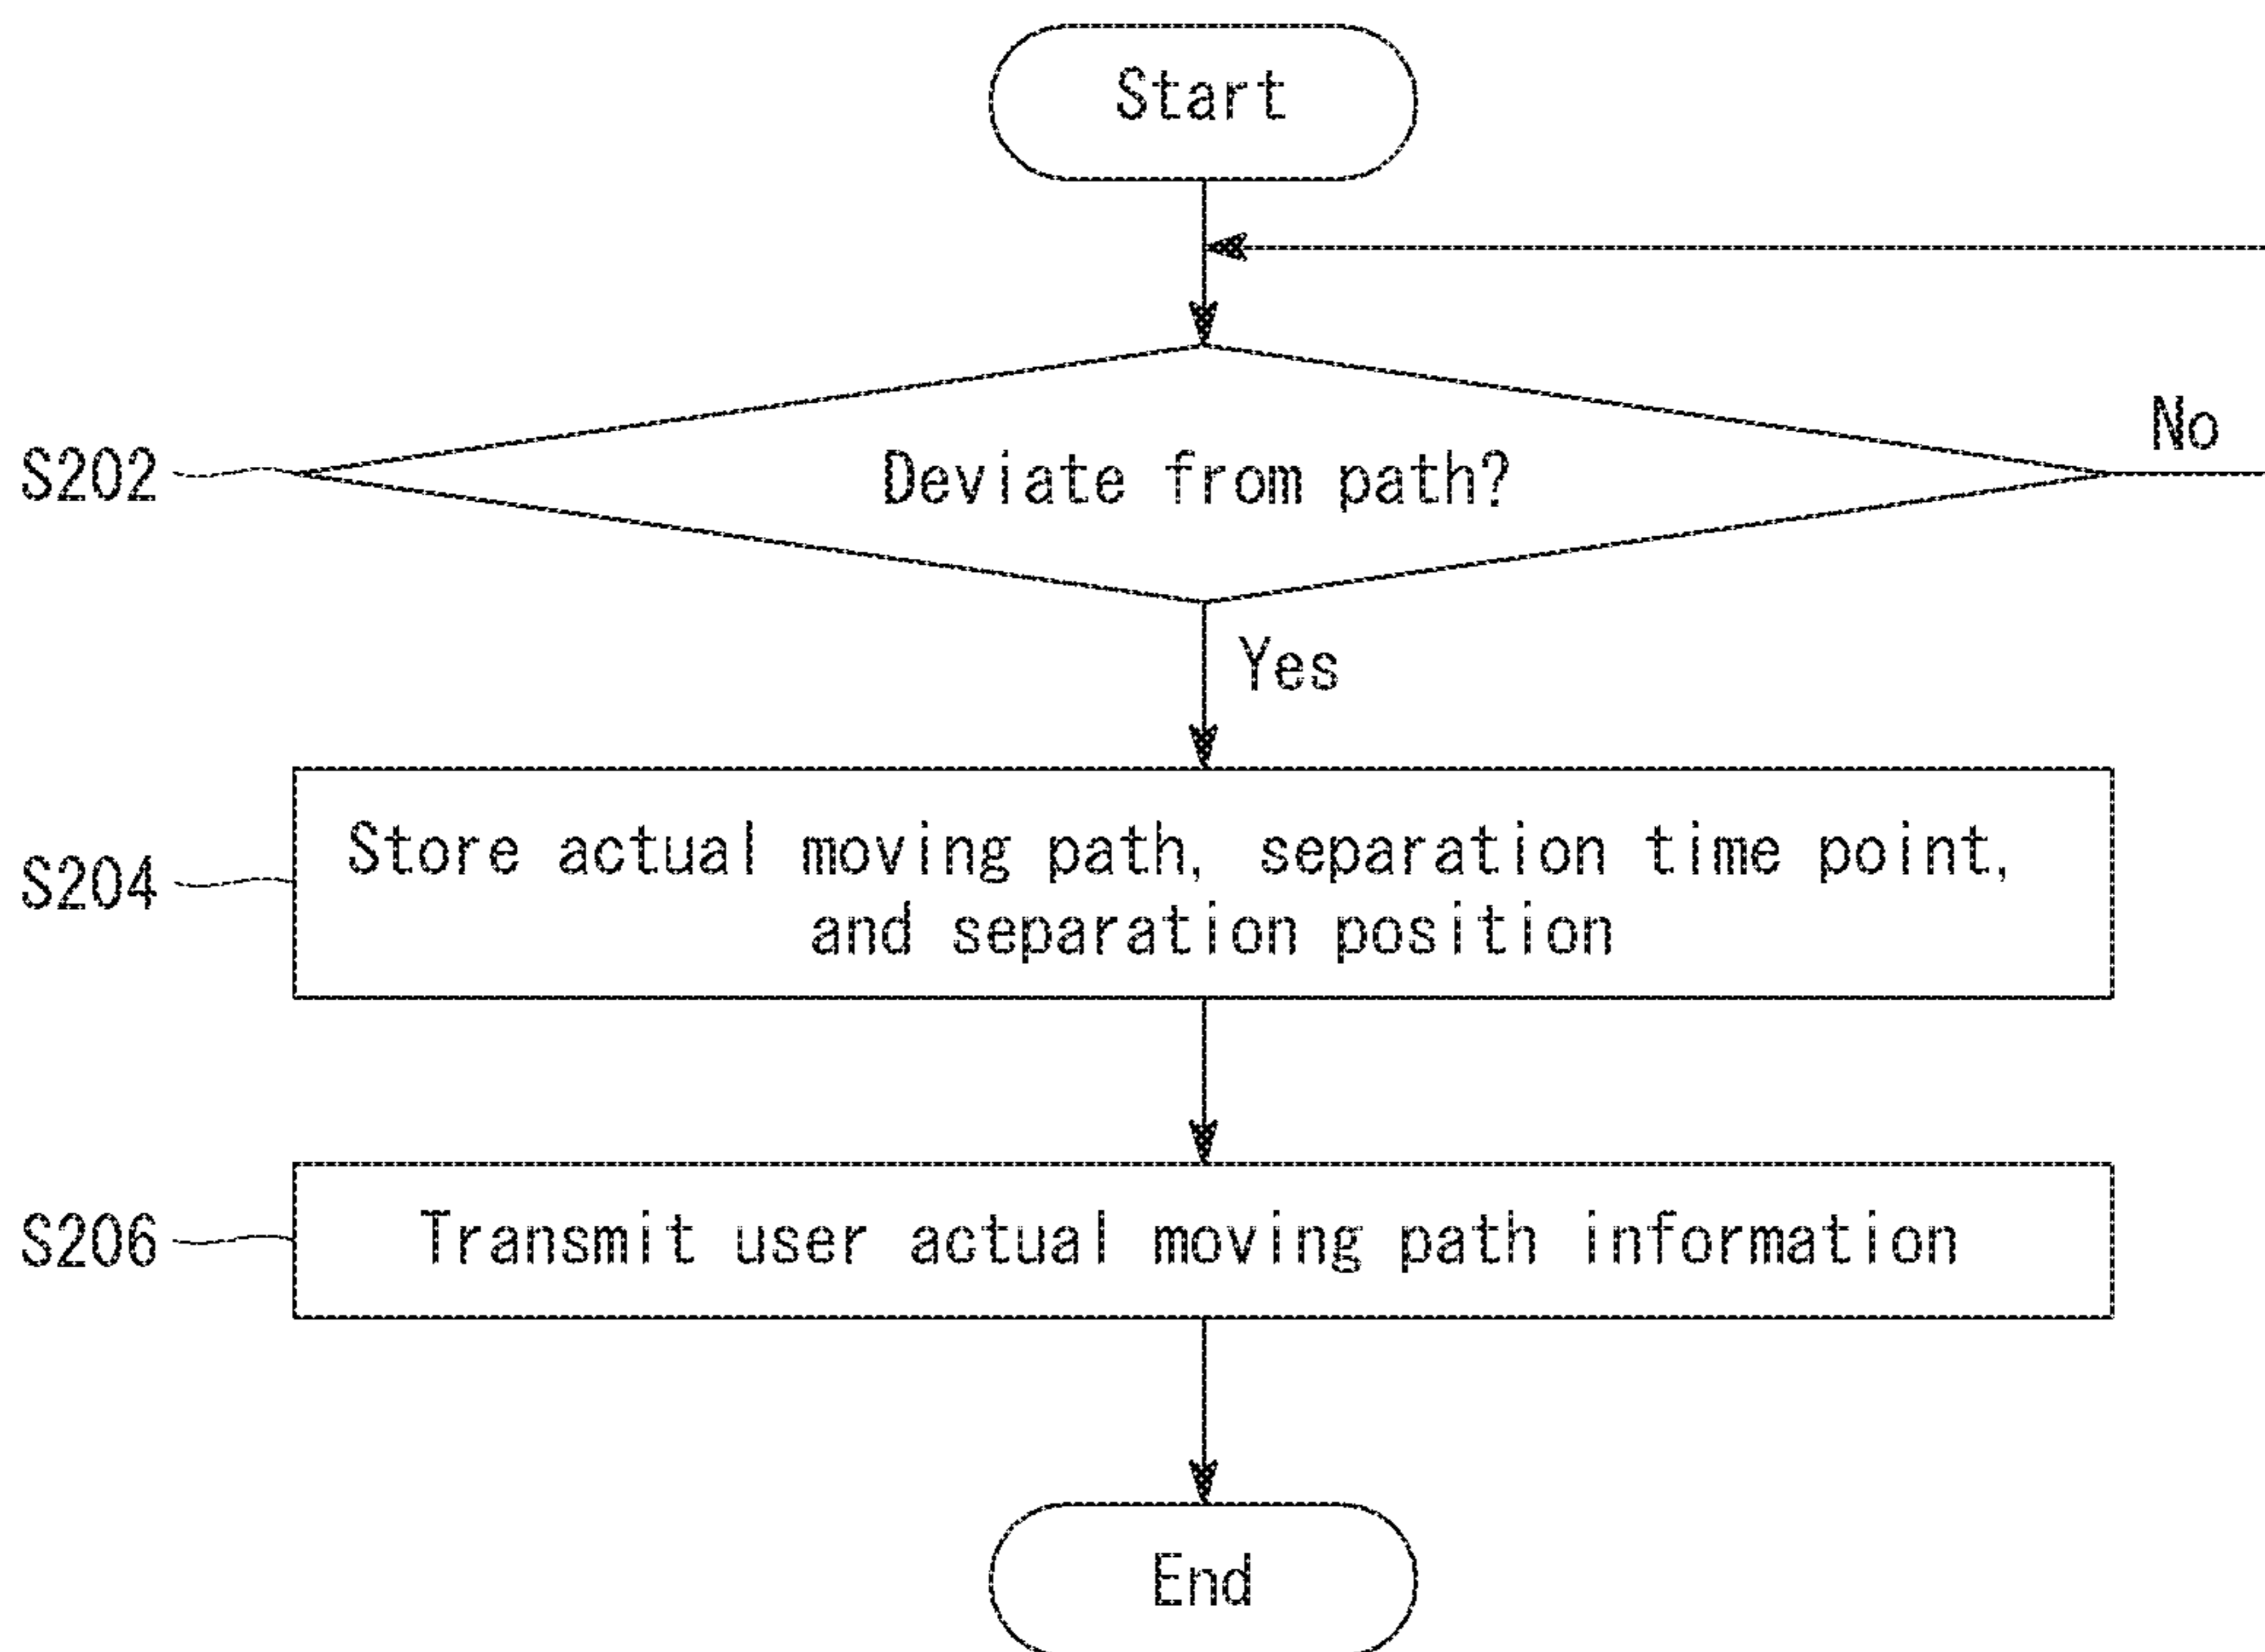 Start
No
S202
Deviate from path?
Yes
S204
Store actual moving path, separation time point,
and separation position
S206
Transmit user actual moving path information
End